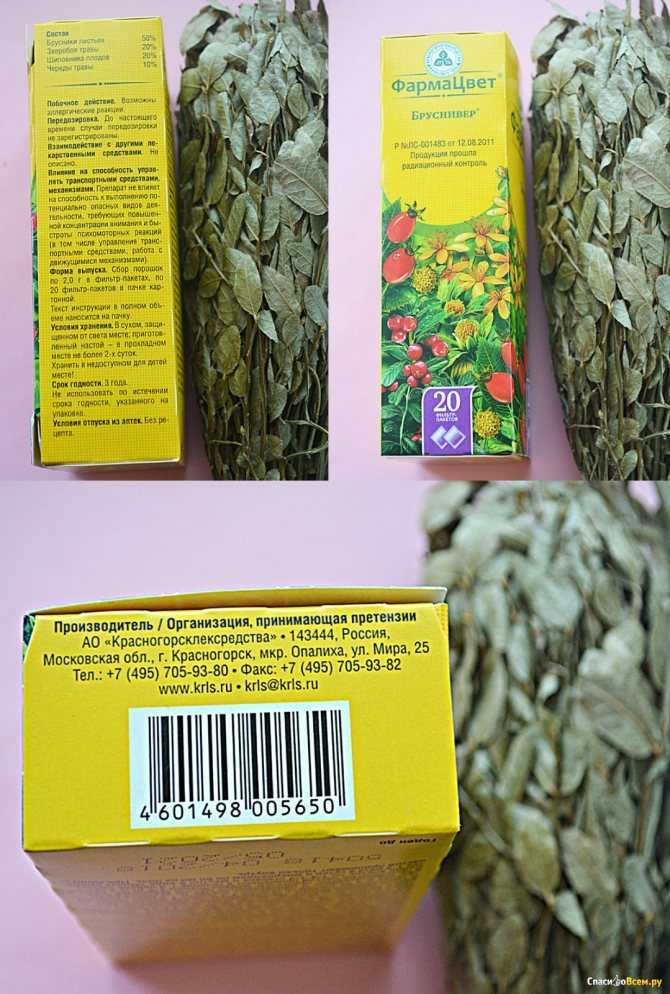 Состав
Брусники листьев 50%
Зверобоя травы 20%
Шиповника плодов 20%
Череды травы 10%
Побочное действие. Возможны
аллергические реакции.
Передозировка. До настоящего
времени случаи передозировки
не зарегистрированы.
Взаимодействие с другими ле-
карственными средствами. Не
описано.
Влияние на способность управ-
лять транспортными средствами,
механизмами. Препарат не влияет
на способность к выполнению по-
тенциально опасных видов дея-
тельности, требующих повышен-
ной концентрации внимания и бы-
строты психомоторных реакций
(в том числе управления транс-
портными средствами, работа с
движущимися механизмами).
Форма выпуска. Сбор порошок
по 2,0 г в фильтр-пакетах, по
20 фильтр-пакетов в пачке кар-
тонной.
Текст инструкции в полном объ-
еме наносится на пачку.
Условия хранения. В сухом, защи-
щенном от света месте; приготов-
ленный настой – в прохладном
месте не более 2-х суток.
Хранить в недоступном для детей
месте!
Срок годности. 3 года.
Не использовать по истечении
срока годности, указанного на
упаковке.
Условия отпуска из аптек. Без ре-
цепта.
ФармаЦвет®
Бруснивер®
Р №ЛС-001483 от 12.08.2011
Продукция прошла
радиационный контроль
20
ФИЛЬТР-
ПАКЕТОВ
Производитель / Организация, принимающая претензии
АО «Красногорсклексредства» • 143444, Россия,
Московская обл., г. Красногорск, мкр. Опалиха, ул. Мира, 25
Тел.: +7 (495) 705-93-80 • Факс: +7 (495) 705-93-82
www.krls.ru • krls@krls.ru
4 601498 005650
Годен до
СпасибоВсем.ру